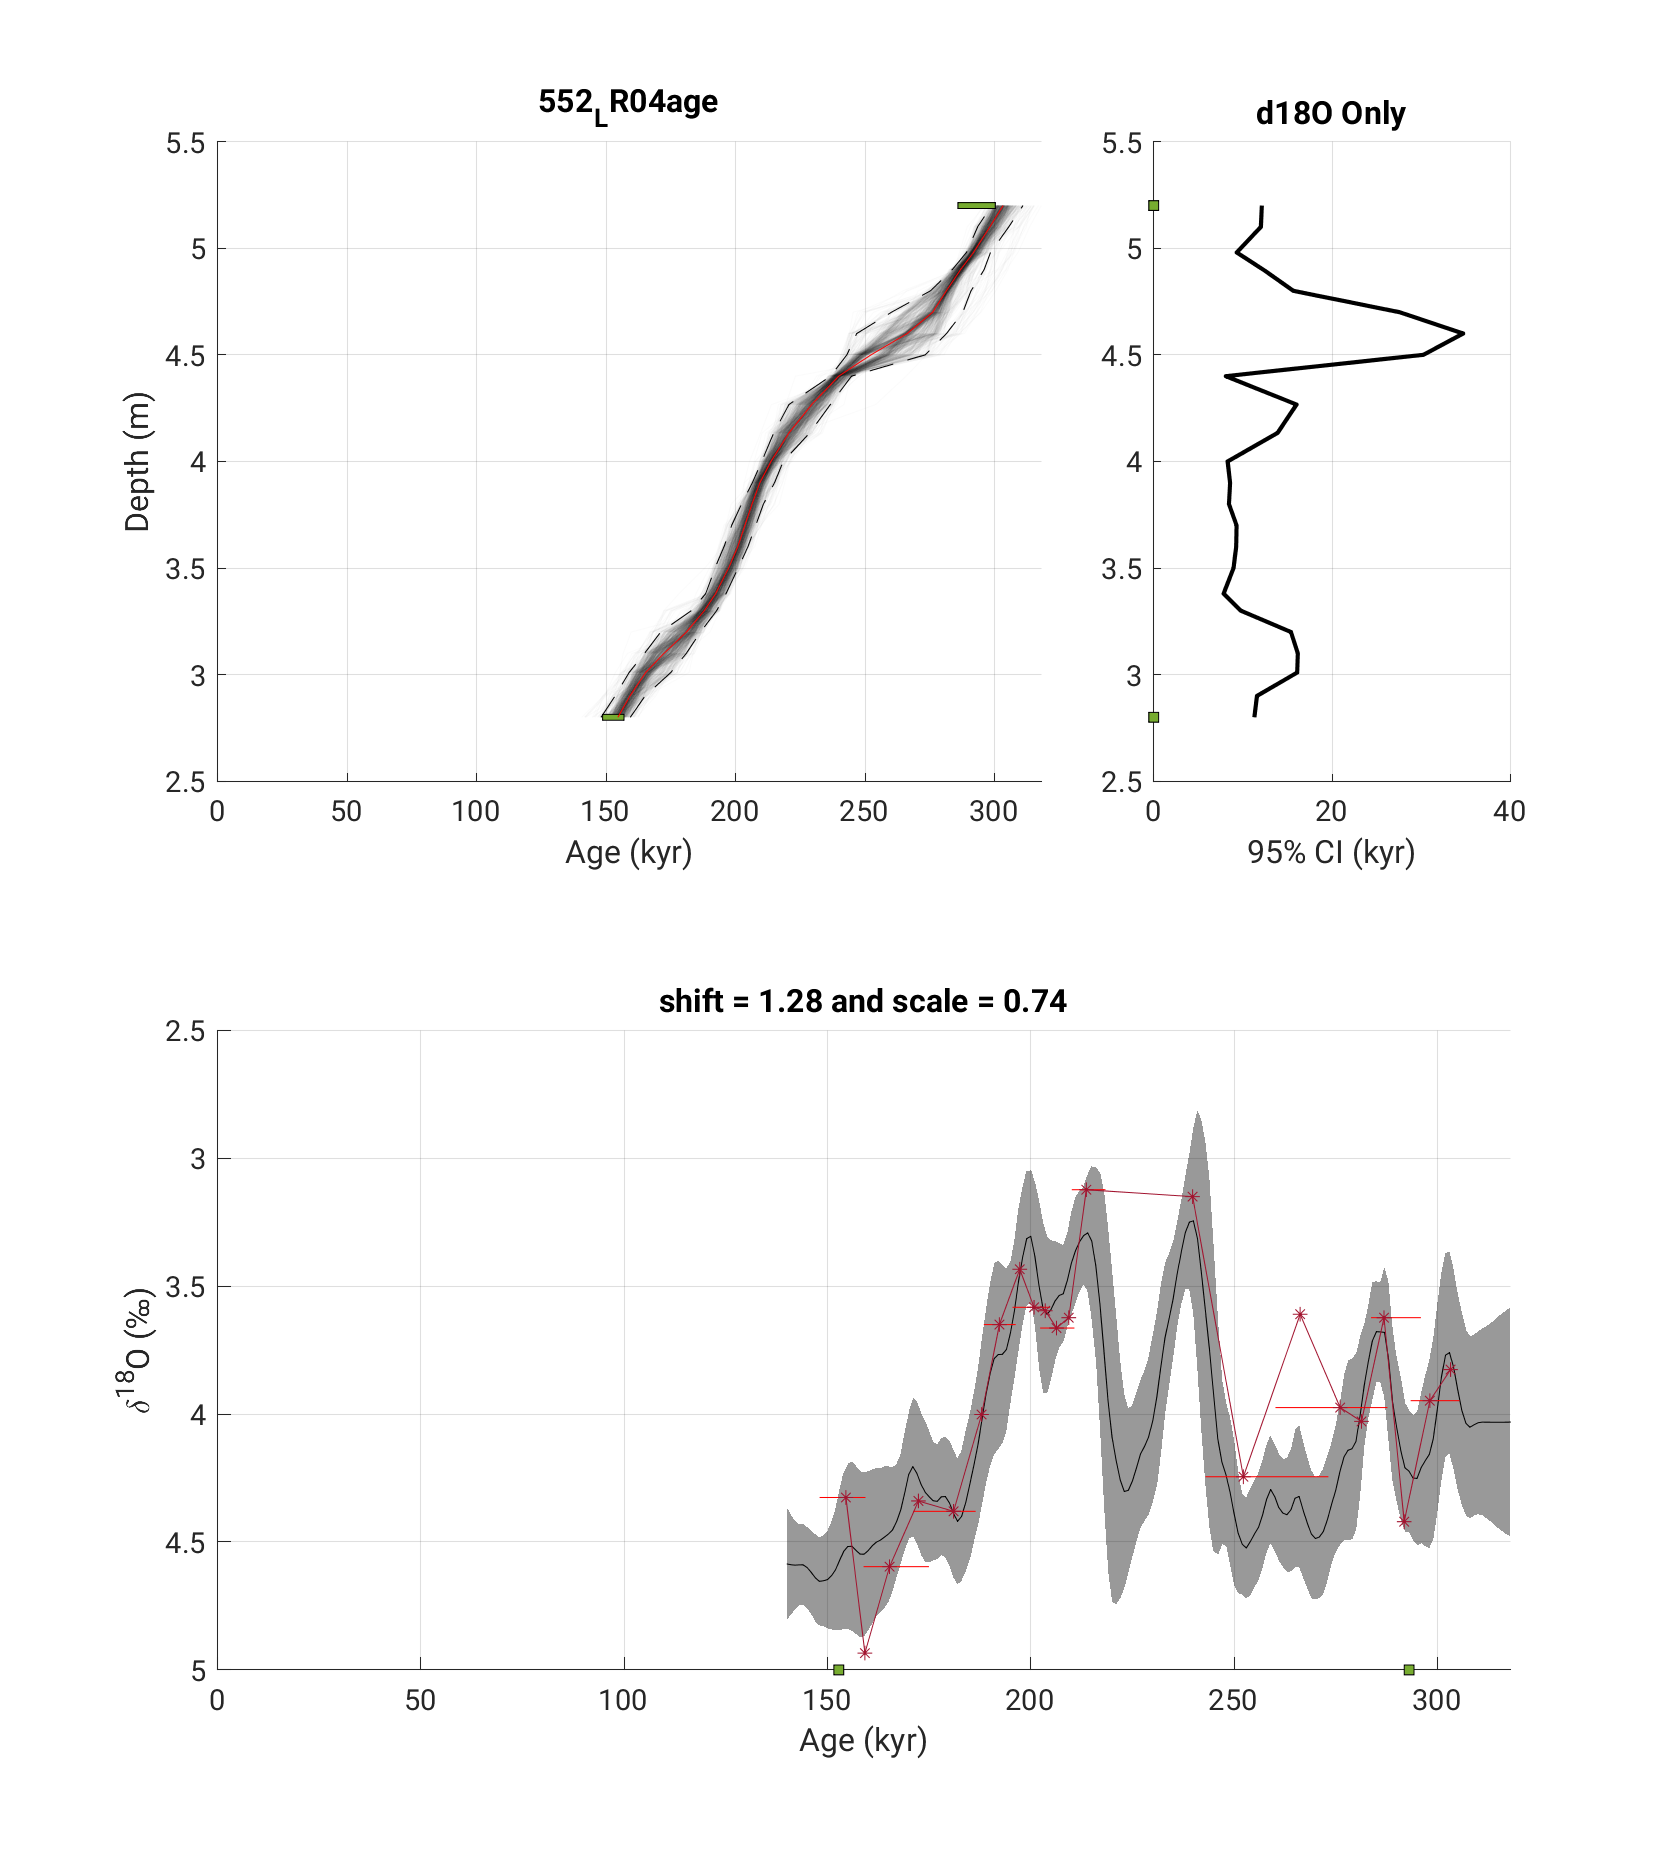 552LR04age
5.5
5
4.5
4
3.5
3
2.5
Depth (m)
0 50 100 150 200 250 300
Age (kyr)
d18O Only
5.5
5
4.5
4
3.5
3
2.5
0 20 40
95% CI (kyr)
shift = 1.28 and scale = 0.74
2.5
3
3.5
4
4.5
5
δ18O (‰)
0 50 100 150 200 250 300
Age (kyr)